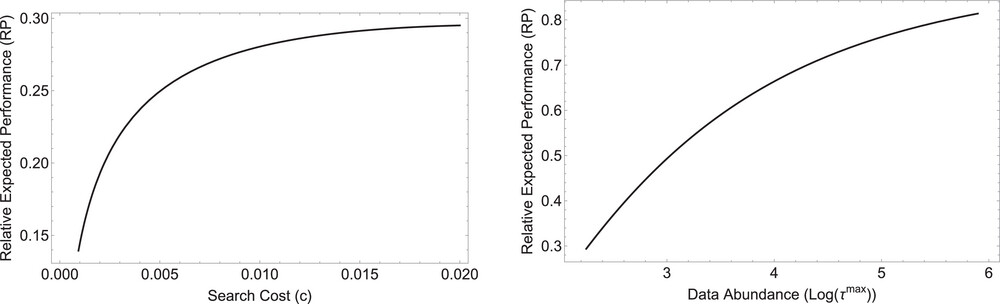 Relative Expected Performance (RP)
0.30
0.25
0.20
0.15
0.000 0.005 0.010 0.015 0.020
Search Cost (c)
Relative Expected Performance (RP)
0.8
0.7
0.6
0.5
0.4
0.3
3 4 5 6
Data Abundance (Log(τmax))